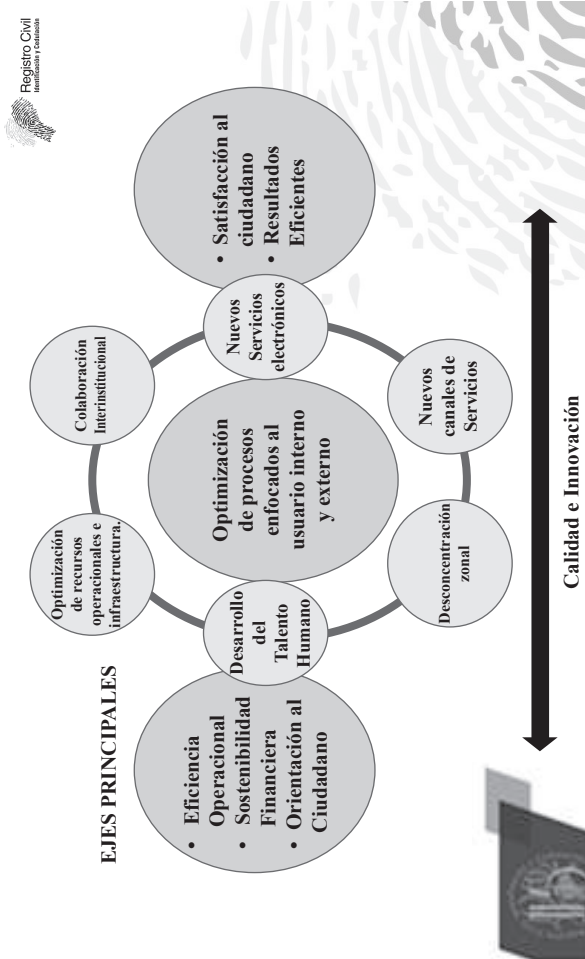 Registro Civil
Identificación y Cedulación
EJES PRINCIPALES
• Eficiencia
Operacional
• Sostenibilidad
Financiera
• Orientación al
Ciudadano
Optimización
de recursos
operacionales e
infraestructura.
Colaboración
Interinstitucional
Desarrollo
del
Talento
Humano
Optimización
de procesos
enfocados al
usuario interno
y externo
Nuevos
Servicios
electrónicos
• Satisfacción al
ciudadano
• Resultados
Eficientes
Desconcentración
zonal
Nuevos
canales de
Servicios
Calidad e Innovación